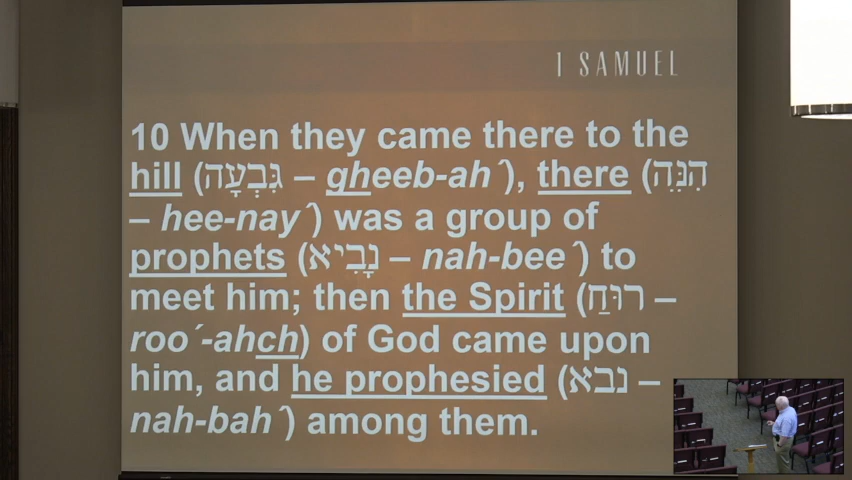 1 SAMUEL
10 When they came there to the
hill (גִּבְעָה – gheeb-ah´), there (הִנֵּה
– hee-nay´) was a group of
prophets (נָבִיא – nah-bee´) to
meet him; then the Spirit (רוּחַ –
roo´-ahch) of God came upon
him, and he prophesied (נבא –
nah-bah´) among them.